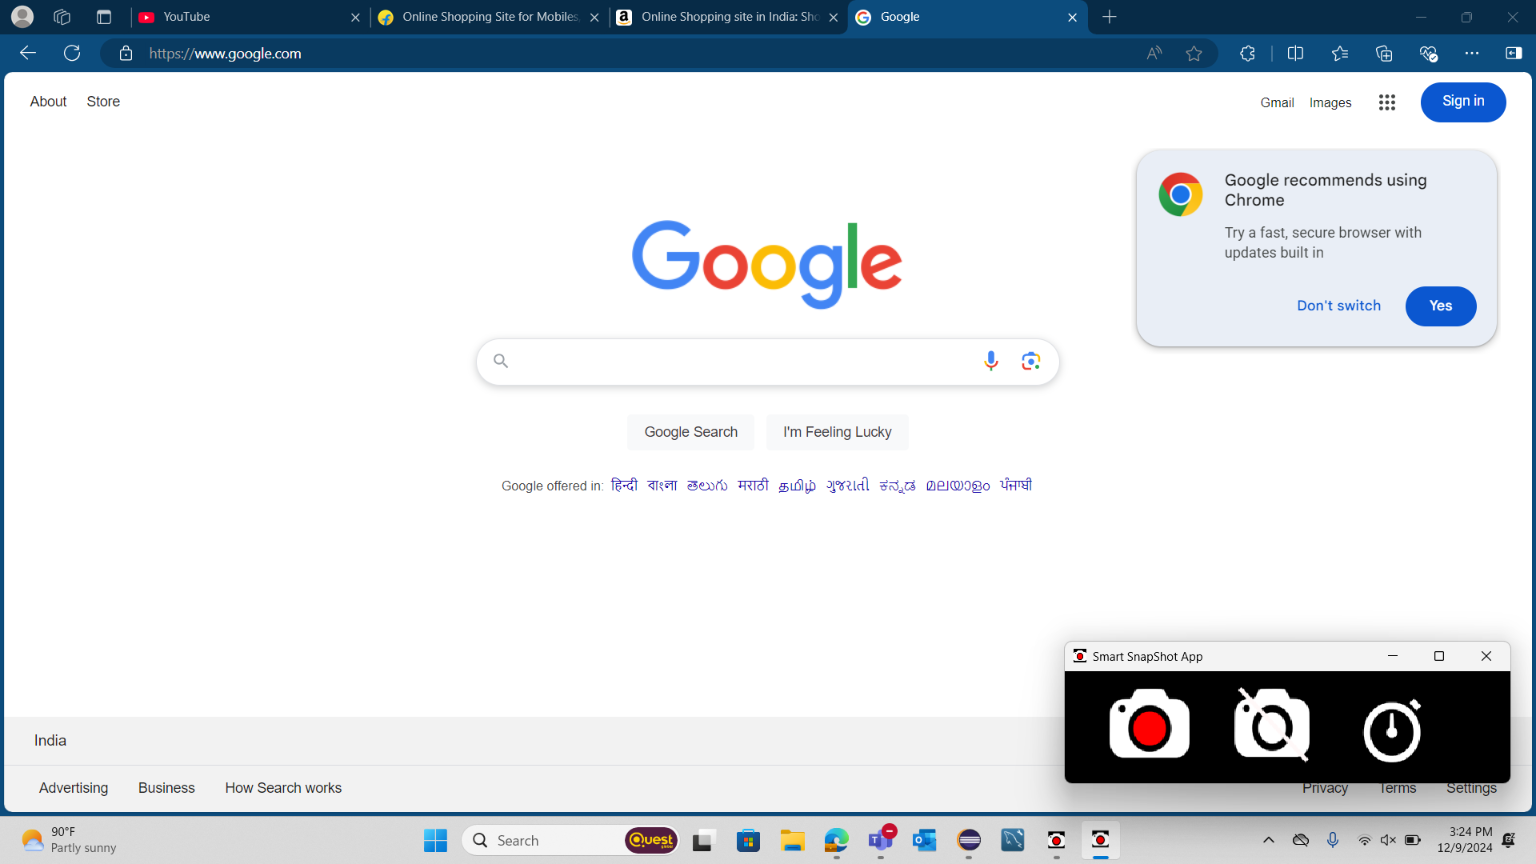 YouTube
Online Shopping Site for Mobiles,
Online Shopping site in India: Sho
Google
https://www.google.com
About Store
Gmail Images
Sign in
Google recommends using
Chrome
Try a fast, secure browser with
updates built in
Don't switch
Yes
Google
Google Search
I'm Feeling Lucky
Google offered in: हिन्दी বাংলা తెలుగు मराठी தமிழ் ગુજરાતી ಕನ್ನಡ മലയാളം ਪੰਜਾਬੀ
Smart SnapShot App
India
Advertising Business How Search works
Privacy Terms Settings
90°F
Partly sunny
Search
Quest
3:24 PM
12/9/2024